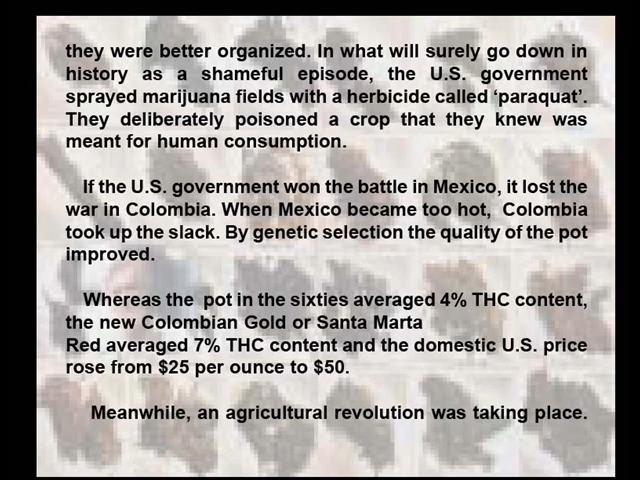 they were better organized. In what will surely go down in
history as a shameful episode, the U.S. government
sprayed marijuana fields with a herbicide called ‘paraquat’.
They deliberately poisoned a crop that they knew was
meant for human consumption.
If the U.S. government won the battle in Mexico, it lost the
war in Colombia. When Mexico became too hot, Colombia
took up the slack. By genetic selection the quality of the pot
improved.
Whereas the pot in the sixties averaged 4% THC content,
the new Colombian Gold or Santa Marta
Red averaged 7% THC content and the domestic U.S. price
rose from $25 per ounce to $50.
Meanwhile, an agricultural revolution was taking place.